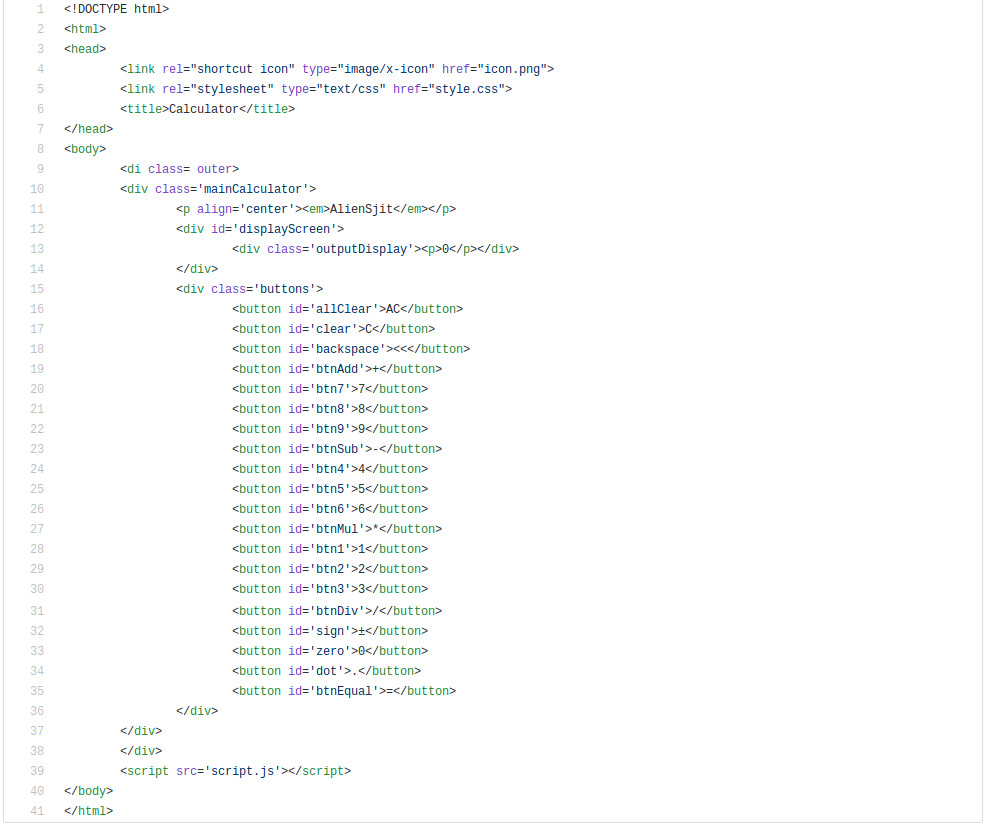 1 <!DOCTYPE html>
2 <html>
3 <head>
4 <link rel="shortcut icon" type="image/x-icon" href="icon.png">
5 <link rel="stylesheet" type="text/css" href="style.css">
6 <title>Calculator</title>
7 </head>
8 <body>
9 <di class= outer>
10 <div class='mainCalculator'>
11 <p align='center'><em>AlienSjit</em></p>
12 <div id='displayScreen'>
13 <div class='outputDisplay'><p>0</p></div>
14 </div>
15 <div class='buttons'>
16 <button id='allClear'>AC</button>
17 <button id='clear'>C</button>
18 <button id='backspace'><<</button>
19 <button id='btnAdd'>+</button>
20 <button id='btn7'>7</button>
21 <button id='btn8'>8</button>
22 <button id='btn9'>9</button>
23 <button id='btnSub'>-</button>
24 <button id='btn4'>4</button>
25 <button id='btn5'>5</button>
26 <button id='btn6'>6</button>
27 <button id='btnMul'>*</button>
28 <button id='btn1'>1</button>
29 <button id='btn2'>2</button>
30 <button id='btn3'>3</button>
31 <button id='btnDiv'>/</button>
32 <button id='sign'>±</button>
33 <button id='zero'>0</button>
34 <button id='dot'>.</button>
35 <button id='btnEqual'>=</button>
36 </div>
37 </div>
38 </div>
39 <script src='script.js'></script>
40 </body>
41 </html>